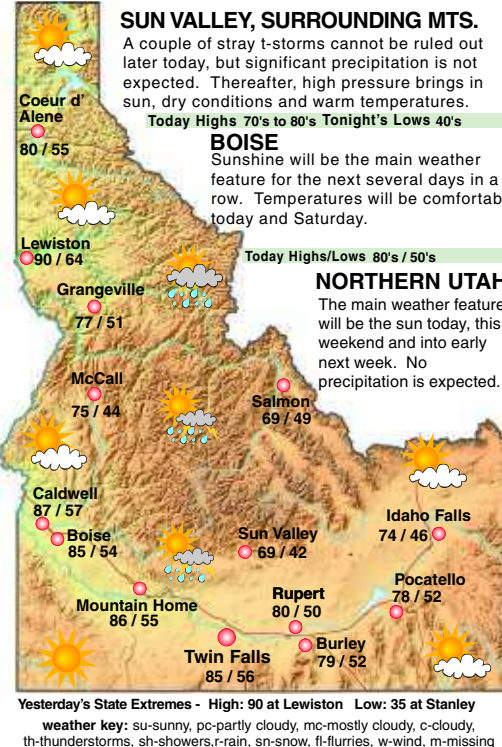 SUN VALLEY, SURROUNDING MTS.
A couple of stray t-storms cannot be ruled out
later today, but significant precipitation is not
expected. Thereafter, high pressure brings in
sun, dry conditions and warm temperatures.
Today Highs 70's to 80's Tonight's Lows 40's
BOISE
Sunshine will be the main weather
feature for the next several days in a
row. Temperatures will be comfortab
today and Saturday.
Today Highs/Lows 80's / 50's
NORTHERN UTAH
The main weather feature
will be the sun today, this
weekend and into early
next week. No
precipitation is expected.
Coeur d'
Alene
80 / 55
Lewiston
90 / 64
Grangeville
77 / 51
McCall
75 / 44
Salmon
69 / 49
Caldwell
87 / 57
Boise
85 / 54
Sun Valley
69 / 42
Idaho Falls
74 / 46
Mountain Home
86 / 55
Rupert
80 / 50
Pocatello
78 / 52
Twin Falls
85 / 56
Burley
79 / 52
Yesterday's State Extremes - High: 90 at Lewiston Low: 35 at Stanley
weather key: su-sunny, pc-partly cloudy, mc-mostly cloudy, c-cloudy,
th-thunderstorms, sh-showers,r-rain, sn-snow, fl-flurries, w-wind, m-missing